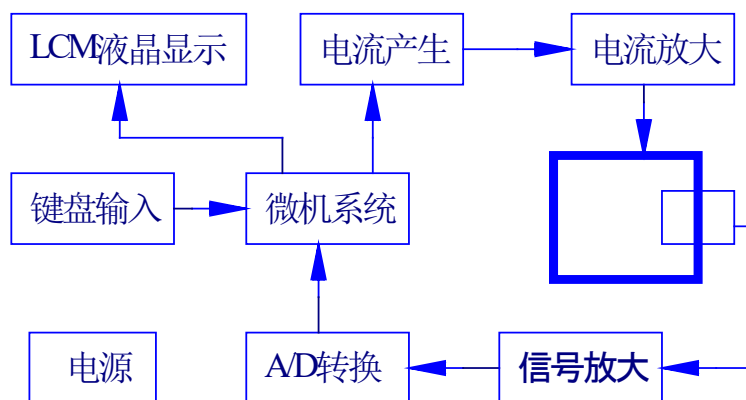 LCM液晶显示
电流产生
电流放大
键盘输入
微机系统
电源
A/D转换
信号放大